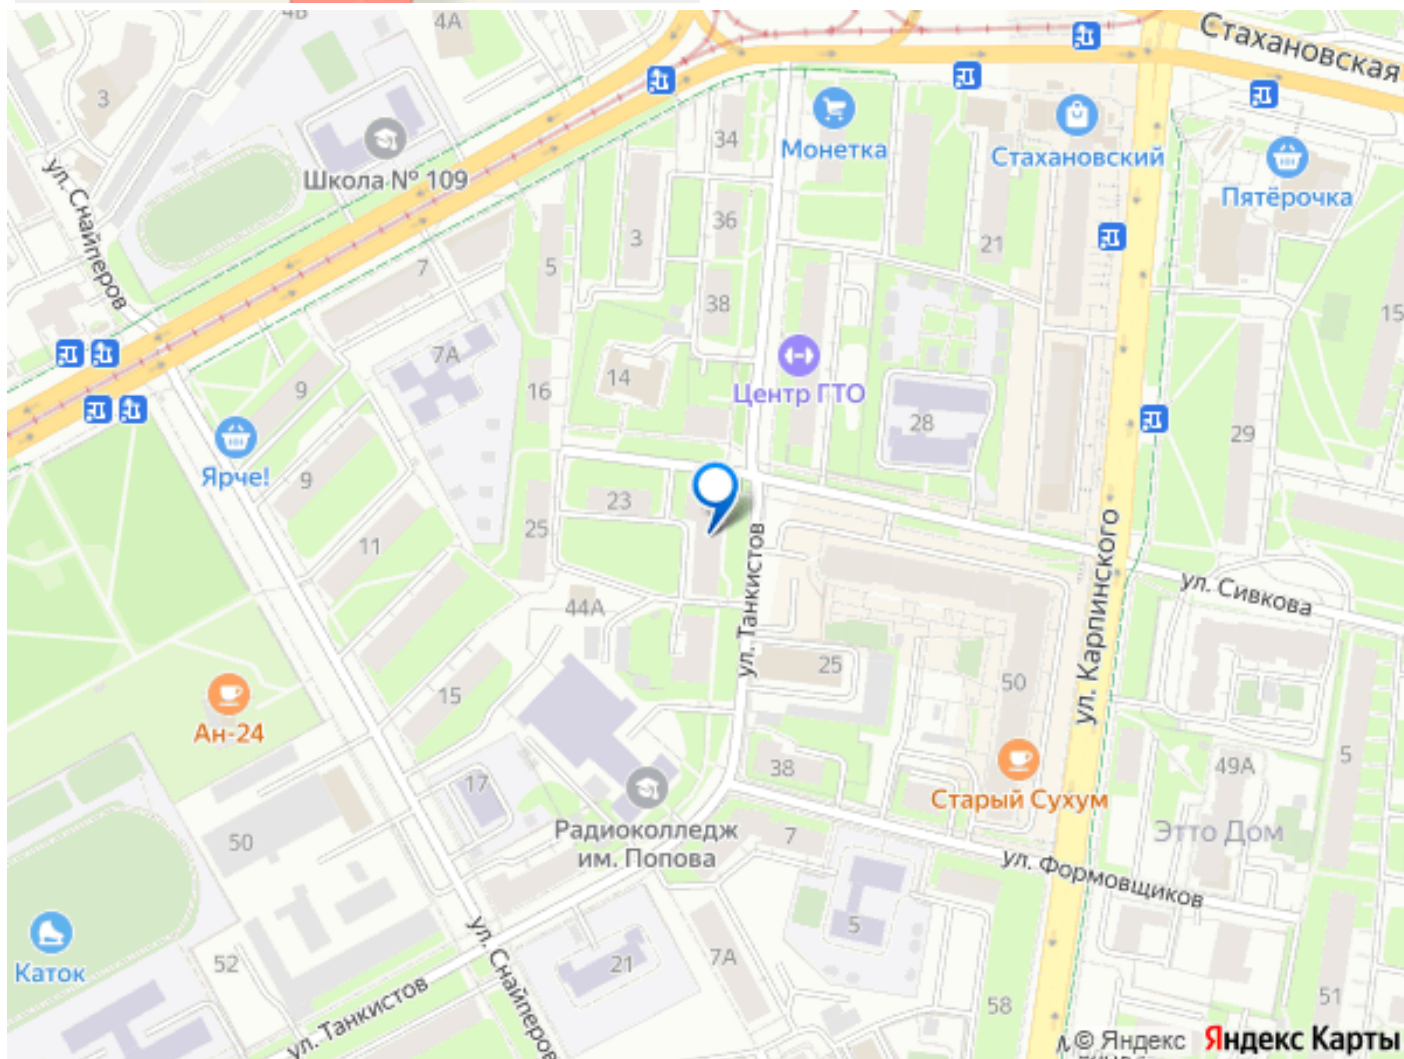 4Б
4А
Стахановская
3
34
Монетка
Стахановский
Школа № 109
Пятёрочка
ул. Снайперов
36
3
21
7
5
38
15
7А
14
16
Центр ГТО
9
28
29
Ярче!
9
23
25
11
ул. Танкистов
ул. Карпинского
ул. Сивкова
44А
25
50
15
Ан-24
17
38
49А
5
Старый Сухум
50
Радиоколледж
им. Попова
7
Этто Дом
ул. Формовщиков
Каток
52
ул. Снайперов
21
7А
5
58
51
ул. Танкистов
© Яндекс Яндекс Карты